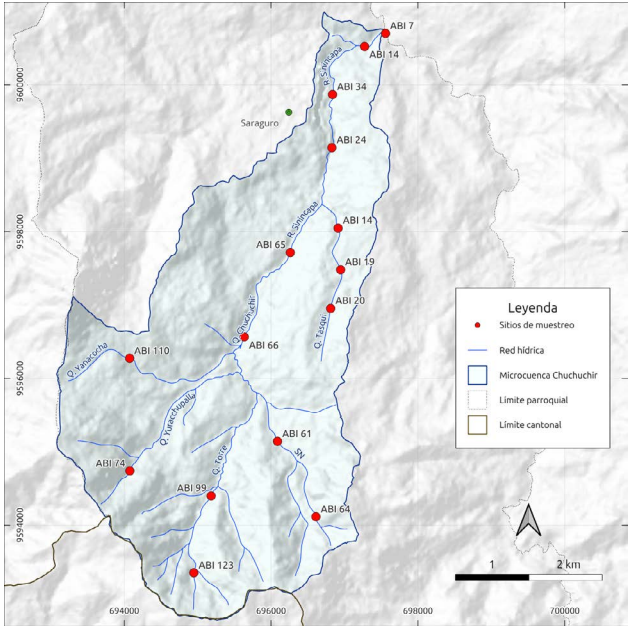 ABI 7
ABI 14
R. Sinincapa
ABI 34
Saraguro
ABI 24
R. Sinincapa
ABI 14
ABI 65
ABI 19
ABI 20
Q. Tasqui
Q. Chuchuchir
ABI 66
Q. Yanacocha
ABI 110
Q. Yuracchupalla
ABI 61
SN
ABI 74
Q. Torre
ABI 99
ABI 64
ABI 123
Leyenda
Sitios de muestreo
Red hídrica
Microcuenca Chuchuchir
Limite parroquial
Límite cantonal
1 2 km
9600000
9598000
9596000
9594000
694000 696000 698000 700000